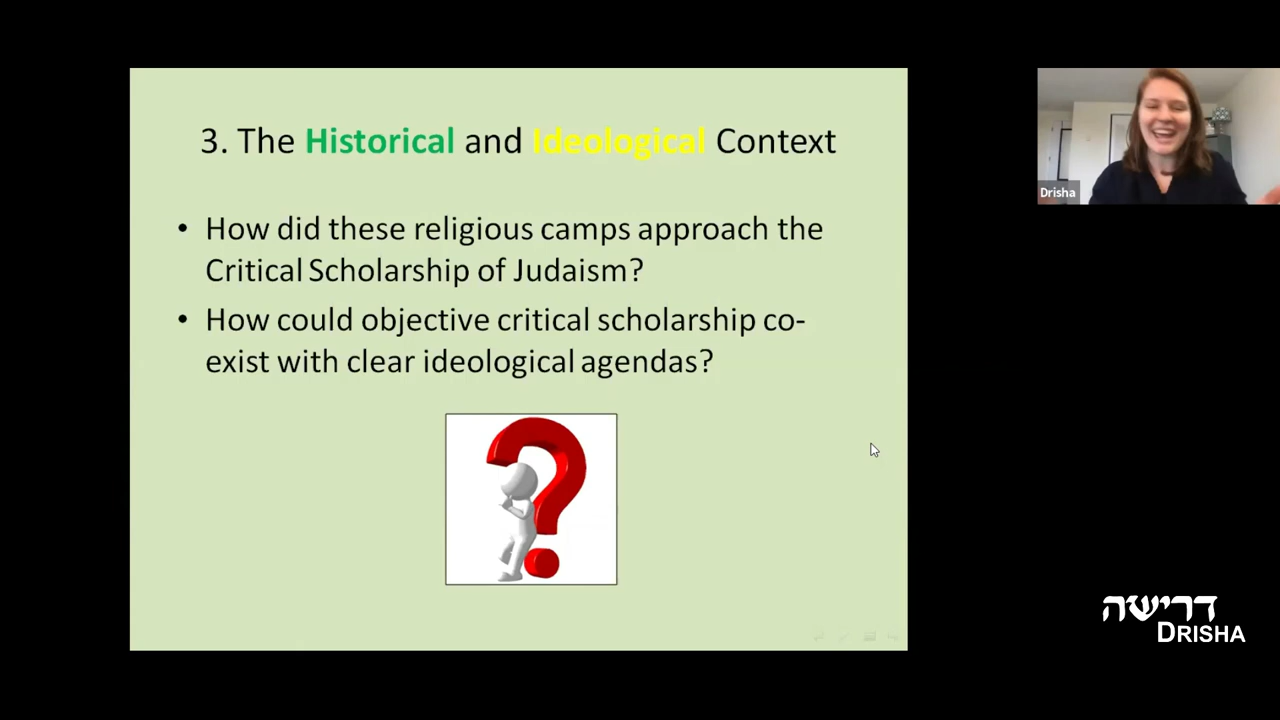 3. The Historical and Ideological Context
• How did these religious camps approach the
Critical Scholarship of Judaism?
• How could objective critical scholarship co-
exist with clear ideological agendas?
Drisha
דרישה
DRISHA